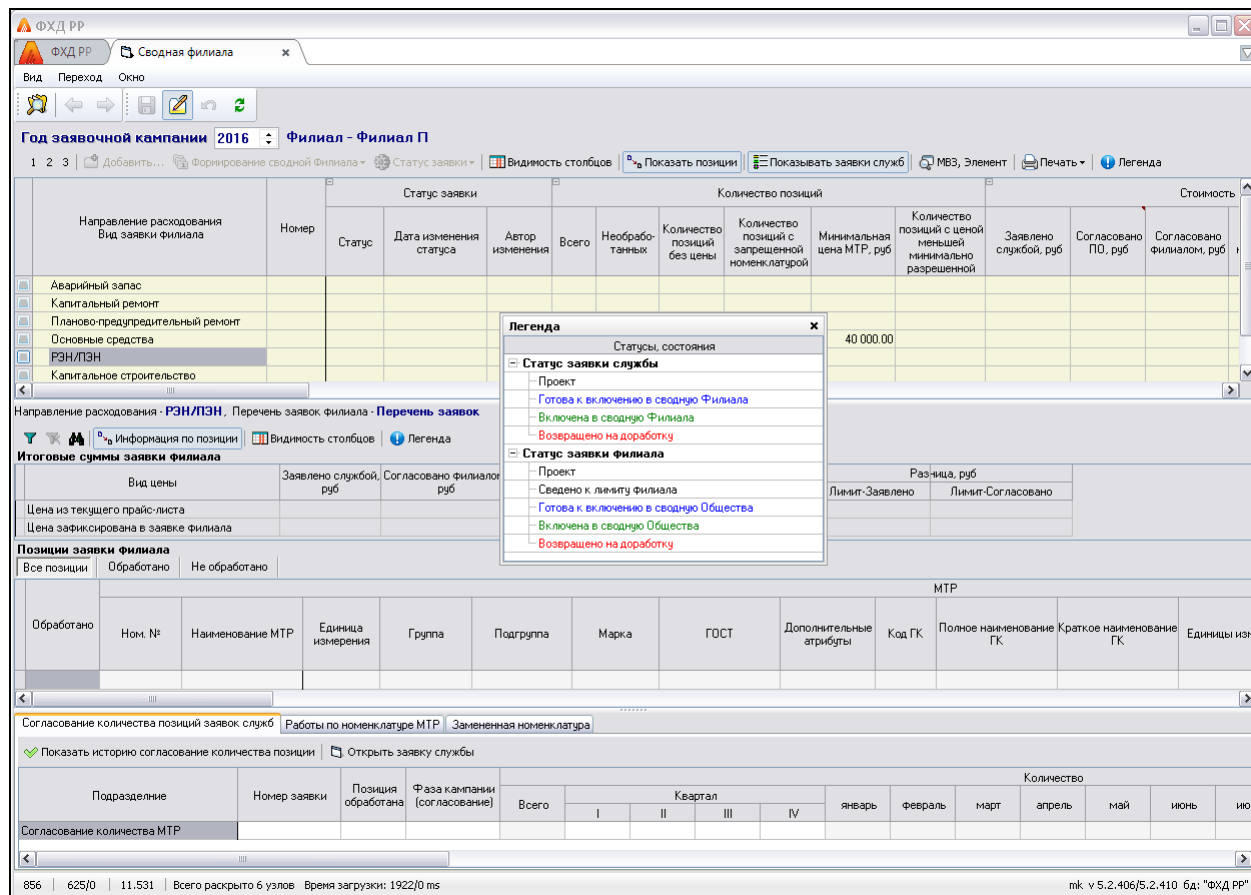 ФХД РР
ФХД РР Сводная филиала
Вид Переход Окно
Год заявочной кампании 2016 Филиал - Филиал П
1 2 3 Добавить... Формирование сводной Филиала Статус заявки Видимость столбцов Показать позиции Показывать заявки служб МВЗ, Элемент Печать Легенда
Статус заявки Количество позиций Стоимость
Направление расходования Вид заявки филиала Номер Статус Дата изменения статуса Автор изменения Всего Необрабо-танных Количество позиций без цены Количество позиций с запрещенной номенклатурой Минимальная цена МТР, руб Количество позиций с ценой меньшей минимально разрешенной Заявлено службой, руб Согласовано ПО, руб Согласовано филиалом, руб
Аварийный запас
Капитальный ремонт
Планово-предупредительный ремонт
Основные средства 40 000.00
РЭН/ПЭН
Капитальное строительство
Легенда
Статусы, состояния
Статус заявки службы
Проект
Готова к включению в сводную Филиала
Включена в сводную Филиала
Возвращено на доработку
Статус заявки филиала
Проект
Сведено к лимиту филиала
Готова к включению в сводную Общества
Включена в сводную Общества
Возвращено на доработку
Направление расходования - РЭН/ПЭН, Перечень заявок филиала - Перечень заявок
Информация по позиции Видимость столбцов Легенда
Итоговые суммы заявки филиала
Вид цены Заявлено службой, руб Согласовано филиалом руб Разница, руб
Лимит-Заявлено Лимит-Согласовано
Цена из текущего прайс-листа
Цена зафиксирована в заявке филиала
Позиции заявки филиала
Все позиции Обработано Не обработано
МТР
Обработано Ном. № Наименование МТР Единица измерения Группа Подгруппа Марка ГОСТ Дополнительные атрибуты Код ГК Полное наименование ГК Краткое наименование ГК Единицы изм
Согласование количества позиций заявок служб Работы по номенклатуре МТР Замененная номенклатура
Показать историю согласование количества позиции Открыть заявку службы
Количество
Подразделние Номер заявки Позиция обработана Фаза кампании (согласование) Всего Квартал январь февраль март апрель май июнь ию
I II III IV
Согласование количества МТР
856 625/0 11.531 Всего раскрыто 6 узлов Время загрузки: 1922/0 ms mk v 5.2.406/5.2.410 бд: "ФХД РР"